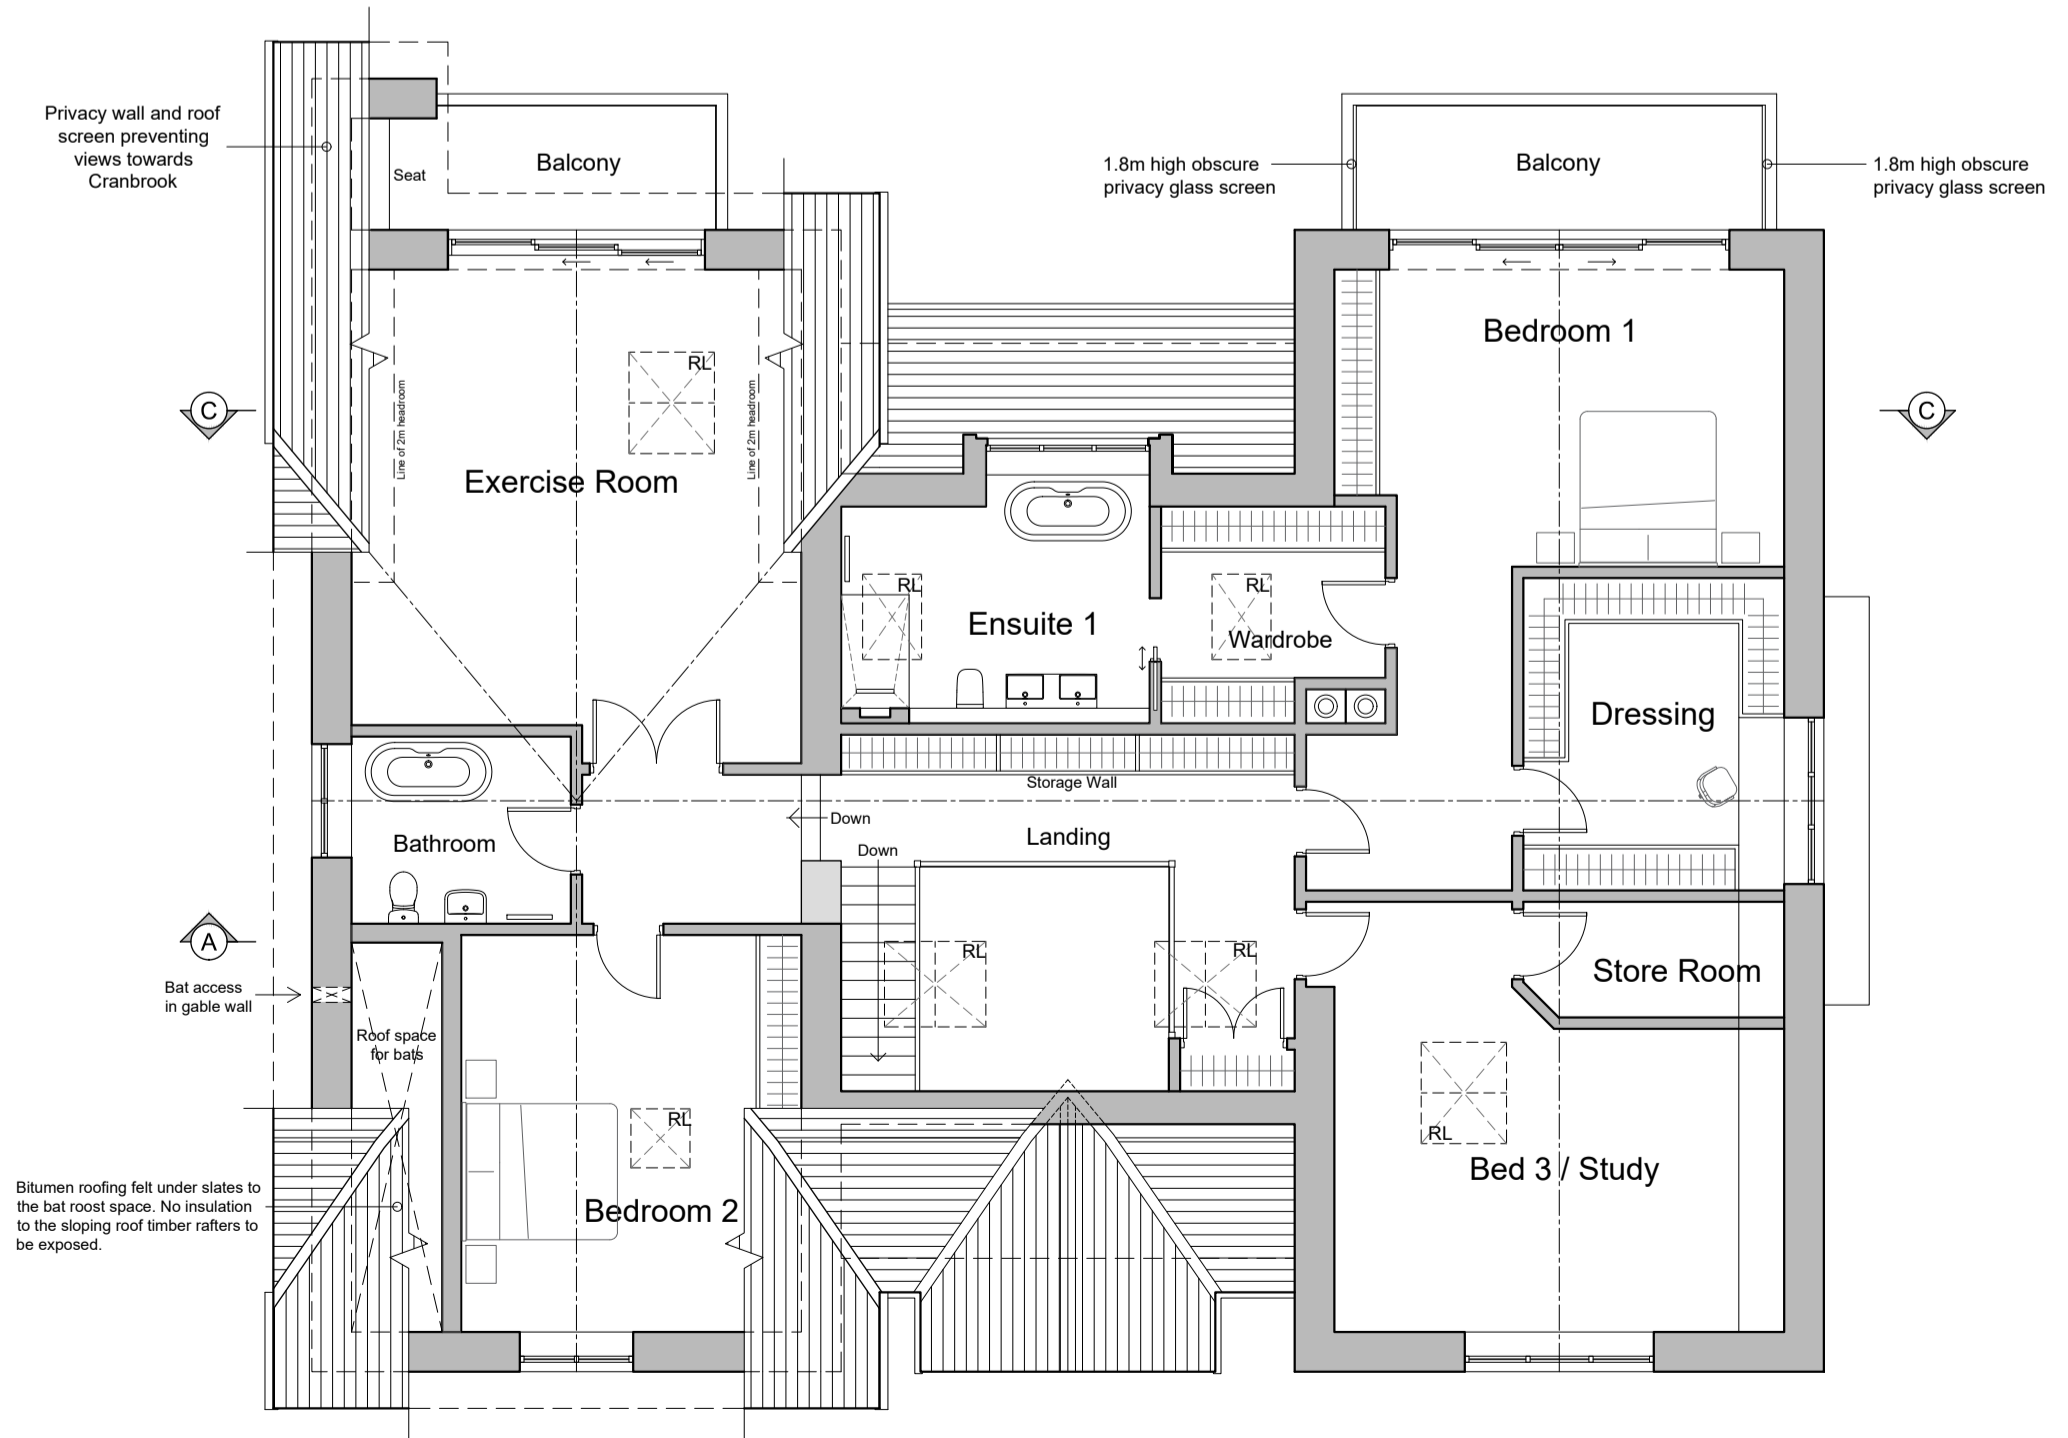 Privacy wall and roof
screen preventing
views towards
Cranbrook
Seat
Balcony
1.8m high obscure
privacy glass screen
Balcony
1.8m high obscure
privacy glass screen
Bedroom 1
RL
Line of 2m headroom
Line of 2m headroom
C
C
Exercise Room
RL
RL
Ensuite 1
Wardrobe
Dressing
Storage Wall
Down
Landing
Bathroom
Down
A
RL
RL
Store Room
Bat access
in gable wall
Roof space
for bats
RL
RL
Bed 3 / Study
Bitumen roofing felt under slates to
the bat roost space. No insulation
to the sloping roof timber rafters to
be exposed.
Bedroom 2